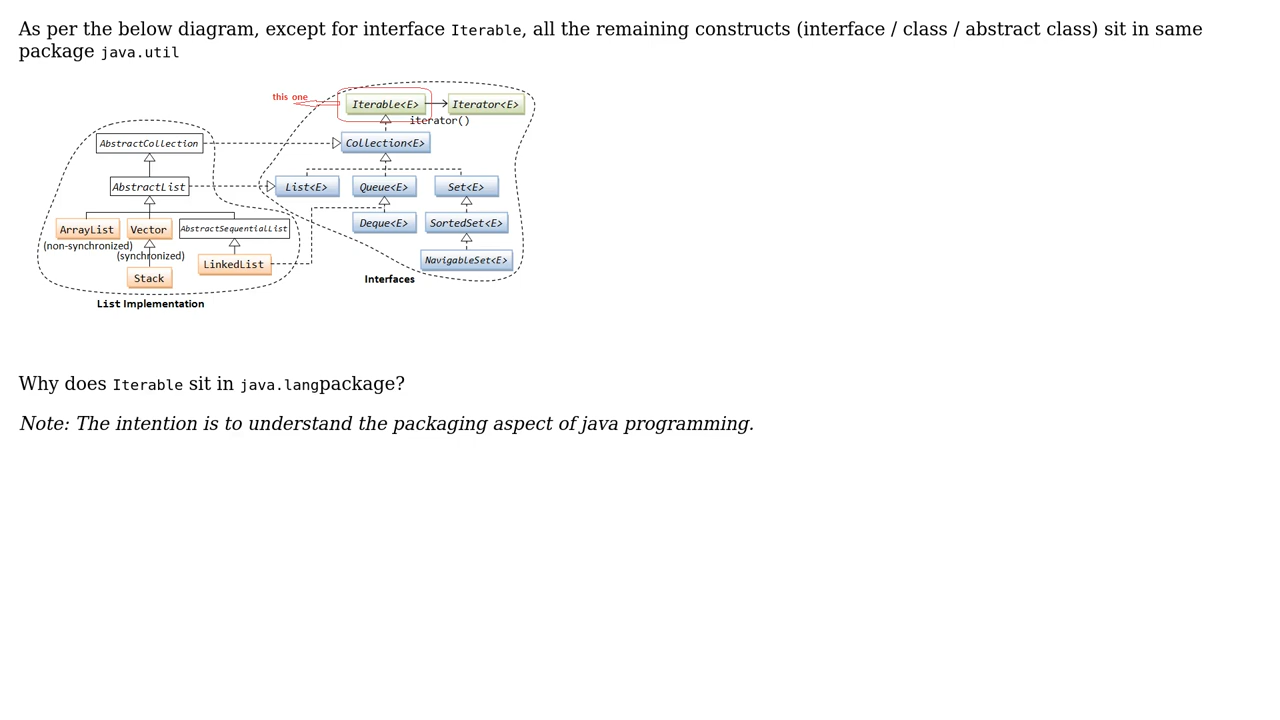 As per the below diagram, except for interface Iterable, all the remaining constructs (interface / class / abstract class) sit in same
package java.util
this one
Iterable<E>
Iterator<E>
iterator()
AbstractCollection
Collection<E>
AbstractList
List<E>
Queue<E>
Set<E>
ArrayList
Vector
AbstractSequentialList
Deque<E>
SortedSet<E>
(non-synchronized)
(synchronized)
LinkedList
NavigableSet<E>
Stack
Interfaces
List Implementation
Why does Iterable sit in java.langpackage?
Note: The intention is to understand the packaging aspect of java programming.